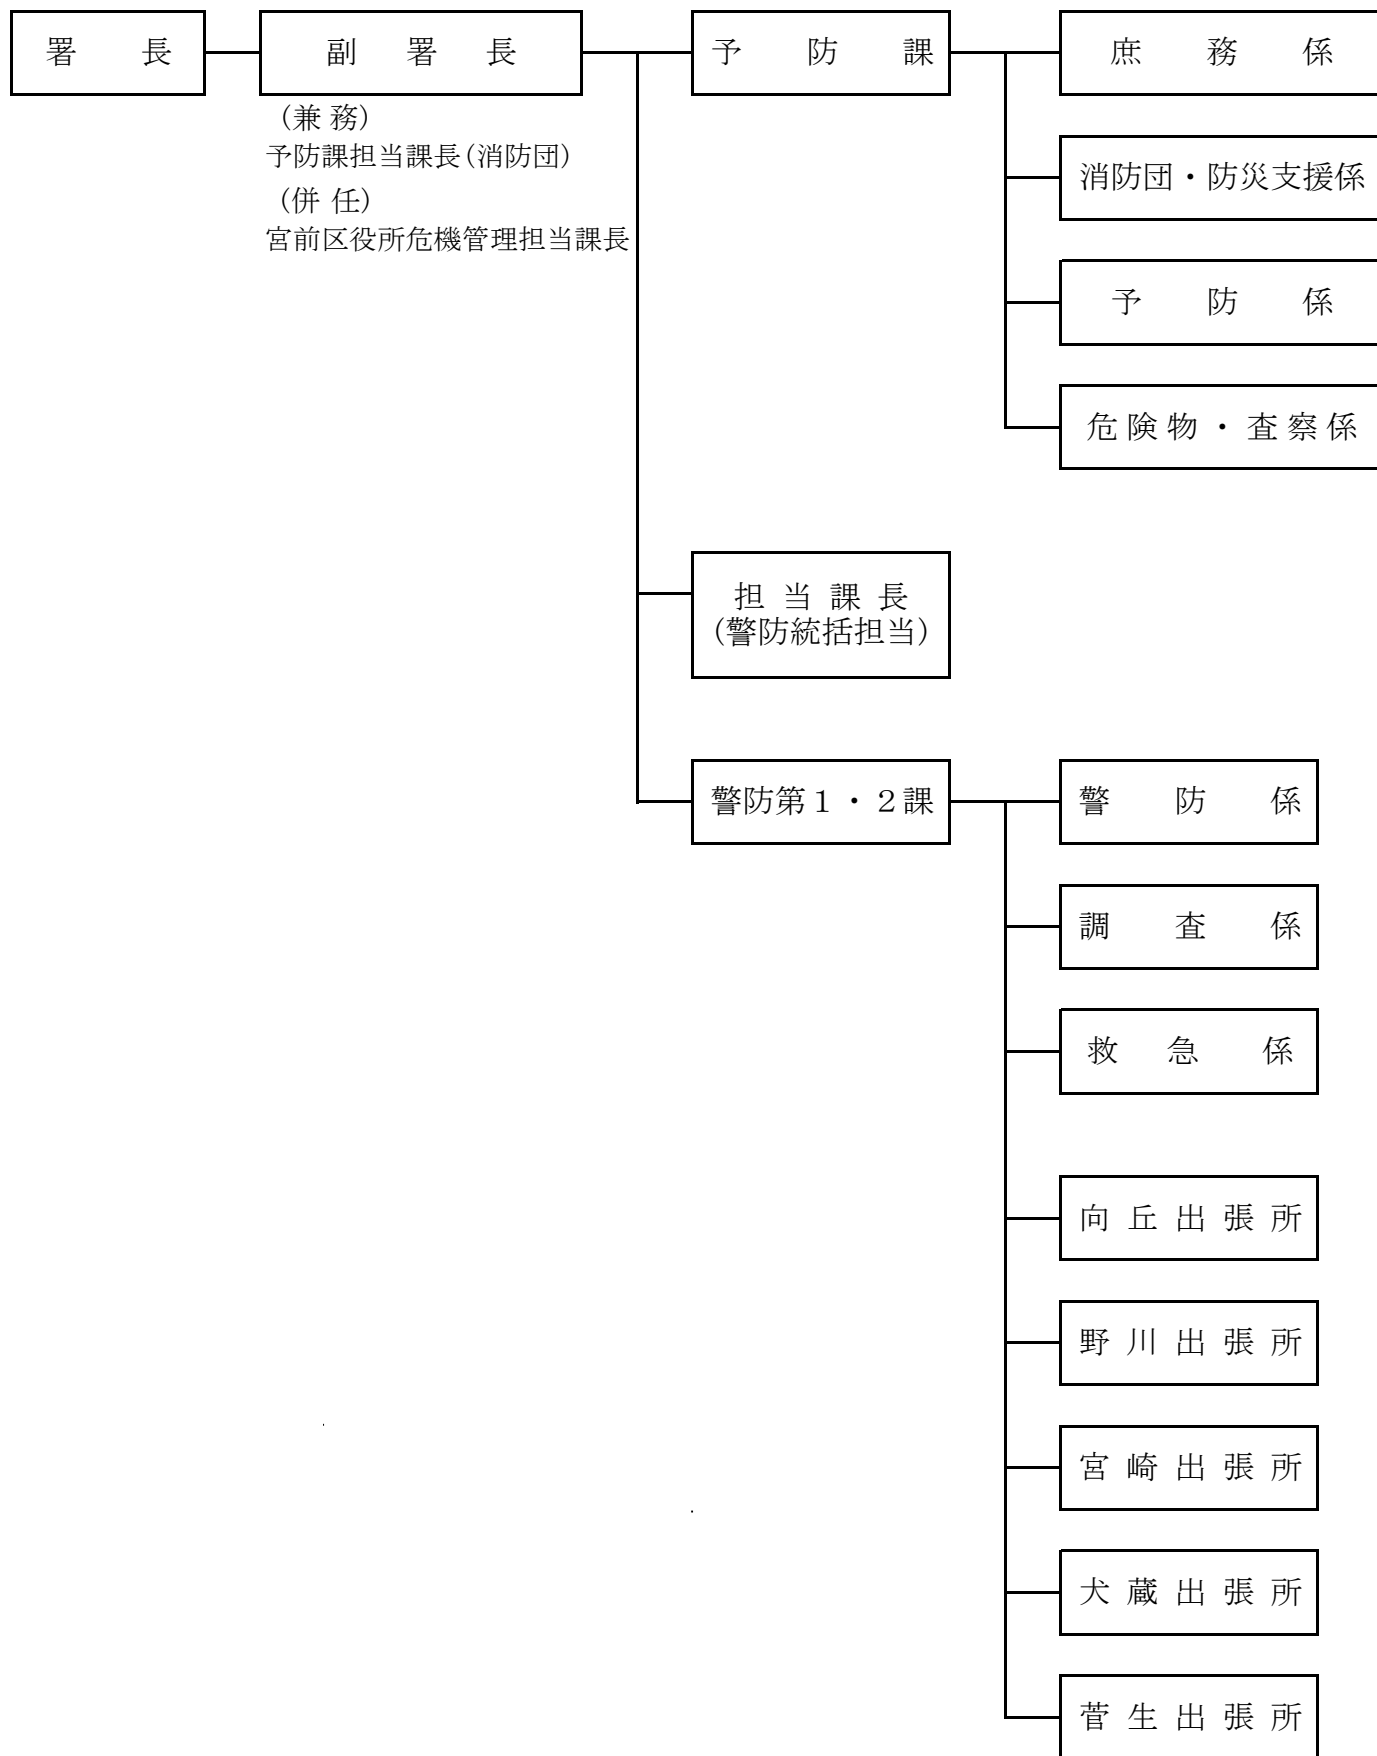 署長
副署長
(兼務)
予防課担当課長(消防団)
(併任)
宮前区役所危機管理担当課長
予防課
庶務係
消防団・防災支援係
予防係
危険物・査察係
担当課長
(警防統括担当)
警防第１・２課
警防係
調査係
救急係
向丘出張所
野川出張所
宮崎出張所
犬蔵出張所
菅生出張所